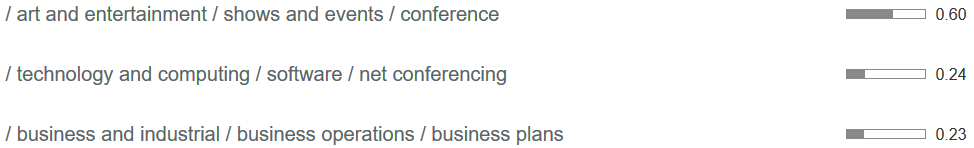 / art and entertainment / shows and events / conference 0.60
/ technology and computing / software / net conferencing 0.24
/ business and industrial / business operations / business plans 0.23